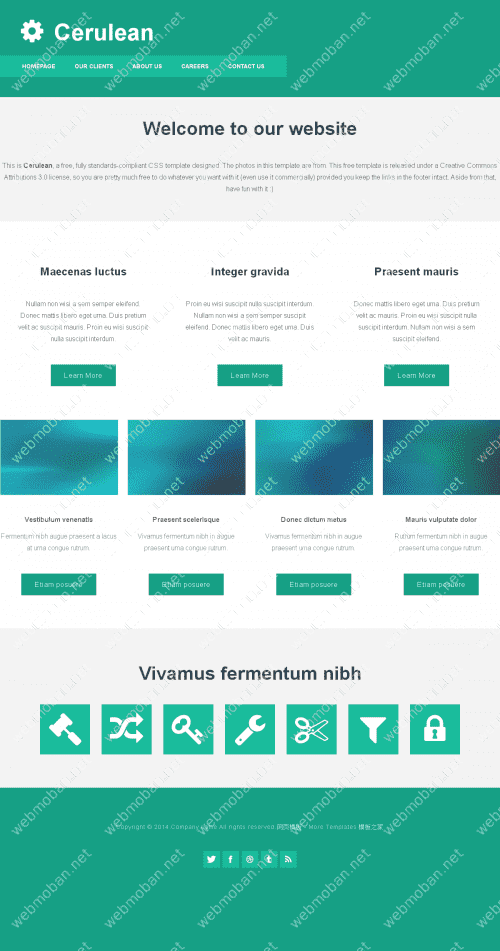 Cerulean
HOMEPAGE OUR CLIENTS ABOUT US CAREERS CONTACT US
Welcome to our website
This is Cerulean, a free, fully standards-compliant CSS template designed. The photos in this template are from. This free template is released under a Creative Commons
Attributions 3.0 license, so you are pretty much free to do whatever you want with it (even use it commercially) provided you keep the links in the footer intact. Aside from that,
have fun with it :)
Maecenas luctus
Nullam non wisi a sem semper eleifend.
Donec mattis libero eget urna. Duis pretium
velit ac suscipit mauris. Proin eu wisi suscipit
nulla suscipit interdum.
Learn More
Integer gravida
Proin eu wisi suscipit nulla suscipit interdum.
Nullam non wisi a sem semper suscipit
eleifend. Donec mattis libero eget urna. Duis
velit ac mauris.
Learn More
Praesent mauris
Donec mattis libero eget urna. Duis pretium
velit ac suscipit mauris. Proin eu wisi suscipit
nulla suscipit interdum. Nullam non wisi a sem
suscipit eleifend.
Learn More
Vestibulum venenatis
Fermentum nibh augue praesent a lacus
at urna congue rutrum.
Etiam posuere
Praesent scelerisque
Vivamus fermentum nibh in augue
praesent urna congue rutrum.
Etiam posuere
Donec dictum metus
Vivamus fermentum nibh in augue
praesent urna congue rutrum.
Etiam posuere
Mauris vulputate dolor
Rutrum fermentum nibh in augue
praesent urna congue rutrum.
Etiam posuere
Vivamus fermentum nibh
Copyright © 2014 Company name All rights reserved. More Templates 模板之家
webmoban.net